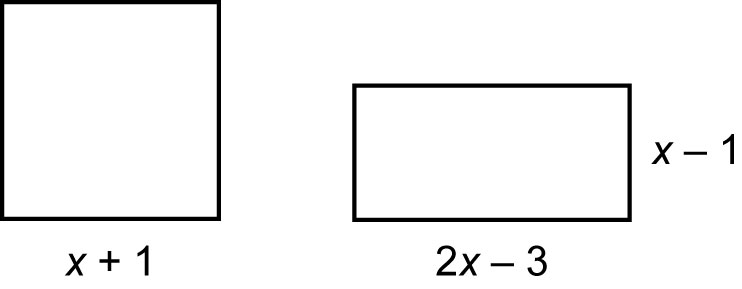 x – 1
x + 1
2x – 3